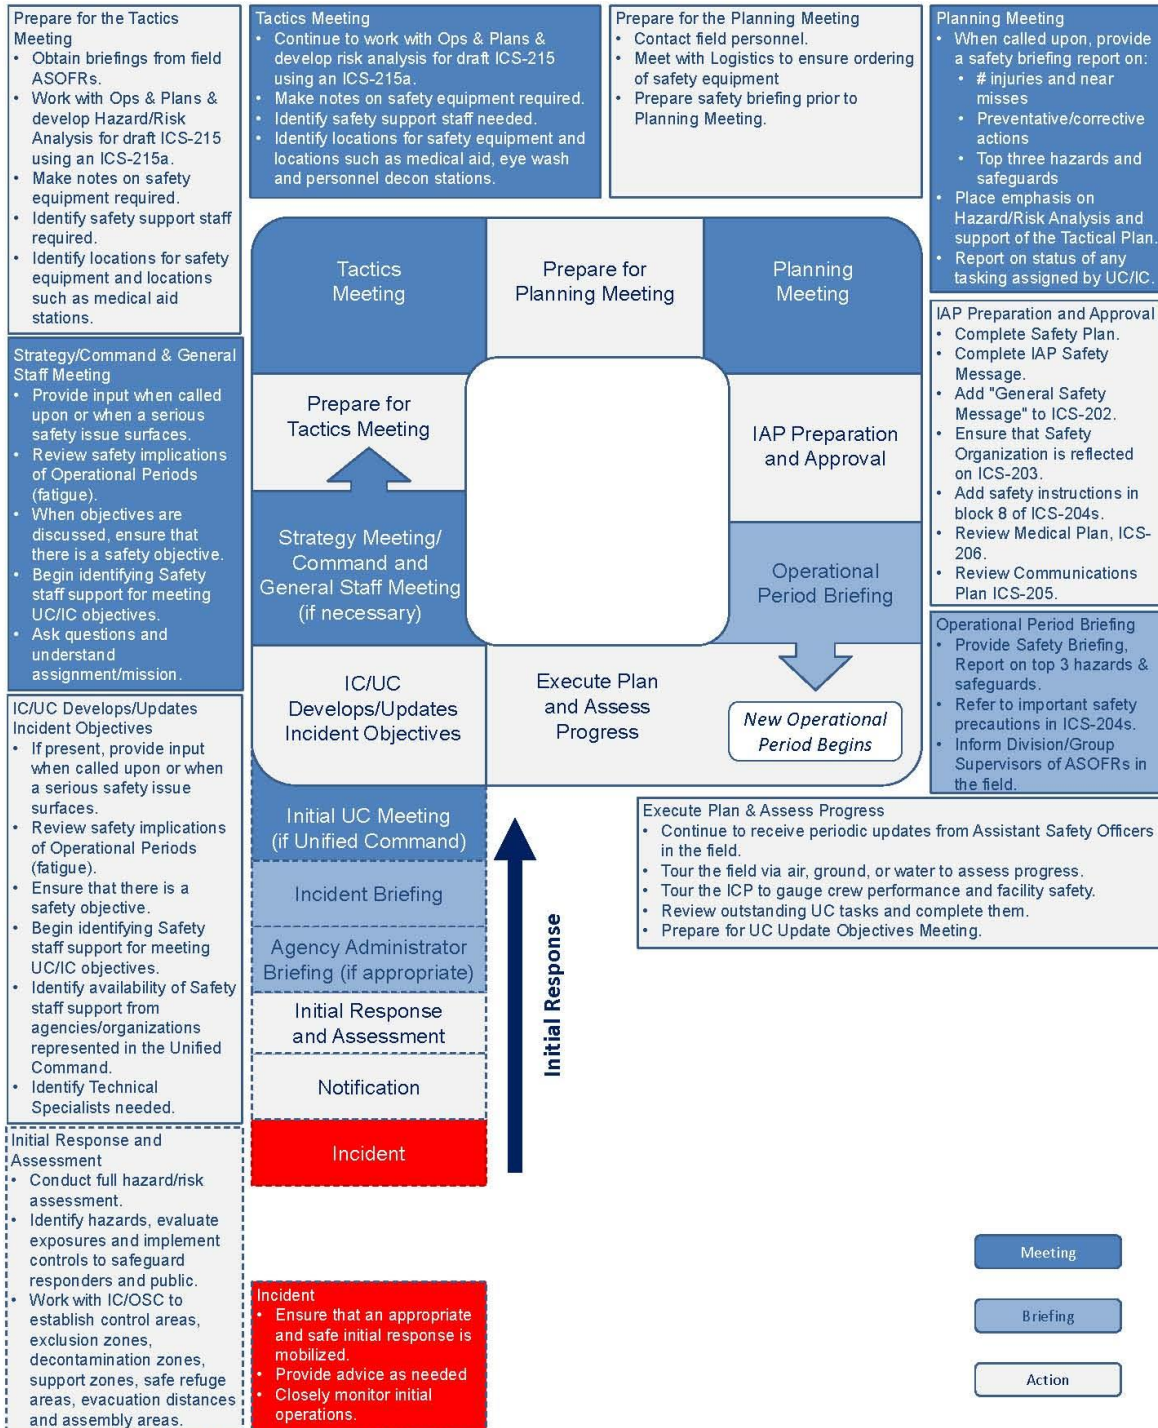 Prepare for the Tactics
Meeting
• Obtain briefings from field
ASOFRs.
• Work with Ops & Plans &
develop Hazard/Risk
Analysis for draft ICS-215
using an ICS-215a.
• Make notes on safety
equipment required.
• Identify safety support staff
required.
• Identify locations for safety
equipment and locations
such as medical aid
stations.
Tactics Meeting
• Continue to work with Ops & Plans &
develop risk analysis for draft ICS-215
using an ICS-215a.
• Make notes on safety equipment required.
• Identify safety support staff needed.
• Identify locations for safety equipment and
locations such as medical aid, eye wash
and personnel decon stations.
Prepare for the Planning Meeting
• Contact field personnel.
• Meet with Logistics to ensure ordering
of safety equipment
• Prepare safety briefing prior to
Planning Meeting.
Planning Meeting
• When called upon, provide
a safety briefing report on:
• # injuries and near
misses
• Preventative/corrective
actions
• Top three hazards and
safeguards
• Place emphasis on
Hazard/Risk Analysis and
support of the Tactical Plan.
• Report on status of any
tasking assigned by UC/IC.
Strategy/Command & General
Staff Meeting
• Provide input when called
upon or when a serious
safety issue surfaces.
• Review safety implications
of Operational Periods
(fatigue).
• When objectives are
discussed, ensure that
there is a safety objective.
• Begin identifying Safety
staff support for meeting
UC/IC objectives.
• Ask questions and
understand
assignment/mission.
Tactics
Meeting
Prepare for
Planning Meeting
Planning
Meeting
Prepare for
Tactics Meeting
IAP Preparation
and Approval
Strategy Meeting/
Command and
General Staff Meeting
(if necessary)
Operational
Period Briefing
IC/UC
Develops/Updates
Incident Objectives
Execute Plan
and Assess
Progress
New Operational
Period Begins
IAP Preparation and Approval
• Complete Safety Plan.
• Complete IAP Safety
Message.
• Add "General Safety
Message" to ICS-202.
• Ensure that Safety
Organization is reflected
on ICS-203.
• Add safety instructions in
block 8 of ICS-204s.
• Review Medical Plan, ICS-
206.
• Review Communications
Plan ICS-205.
Operational Period Briefing
• Provide Safety Briefing,
Report on top 3 hazards &
safeguards.
• Refer to important safety
precautions in ICS-204s.
• Inform Division/Group
Supervisors of ASOFRs in
the field.
IC/UC Develops/Updates
Incident Objectives
• If present, provide input
when called upon or when
a serious safety issue
surfaces.
• Review safety implications
of Operational Periods
(fatigue).
• Ensure that there is a
safety objective.
• Begin identifying Safety
staff support for meeting
UC/IC objectives.
• Identify availability of Safety
staff support from
agencies/organizations
represented in the Unified
Command.
• Identify Technical
Specialists needed.
Initial UC Meeting
(if Unified Command)
Incident Briefing
Agency Administrator
Briefing (if appropriate)
Initial Response
and Assessment
Notification
Incident
Initial Response
Execute Plan & Assess Progress
• Continue to receive periodic updates from Assistant Safety Officers
in the field.
• Tour the field via air, ground, or water to assess progress.
• Tour the ICP to gauge crew performance and facility safety.
• Review outstanding UC tasks and complete them.
• Prepare for UC Update Objectives Meeting.
Initial Response and
Assessment
• Conduct full hazard/risk
assessment.
• Identify hazards, evaluate
exposures and implement
controls to safeguard
responders and public.
• Work with IC/OSC to
establish control areas,
exclusion zones,
decontamination zones,
support zones, safe refuge
areas, evacuation distances
and assembly areas.
Incident
• Ensure that an appropriate
and safe initial response is
mobilized.
• Provide advice as needed
• Closely monitor initial
operations.
Meeting
Briefing
Action